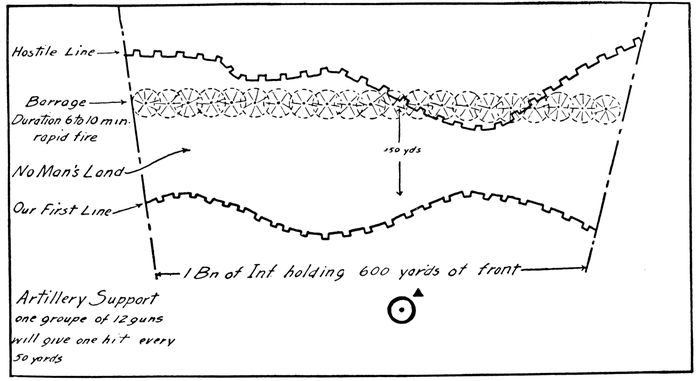 Hostile Line
Barrage
Duration 6 to 10 min.
rapid fire
150 yds
No Man's Land
Our First Line
1 Bn of Inf holding 600 yards of front
Artillery Support
one groupe of 12 guns
will give one hit every
50 yards